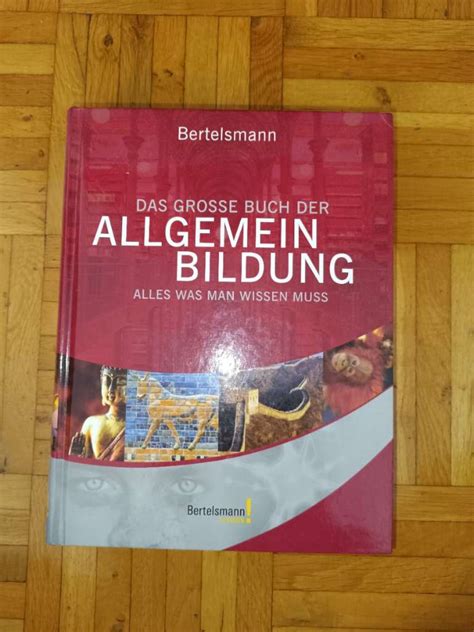 Bertelsmann
DAS GROSSE BUCH DER
ALLGEMEIN
BILDUNG
ALLES WAS MAN WISSEN MUSS
Bertelsmann!